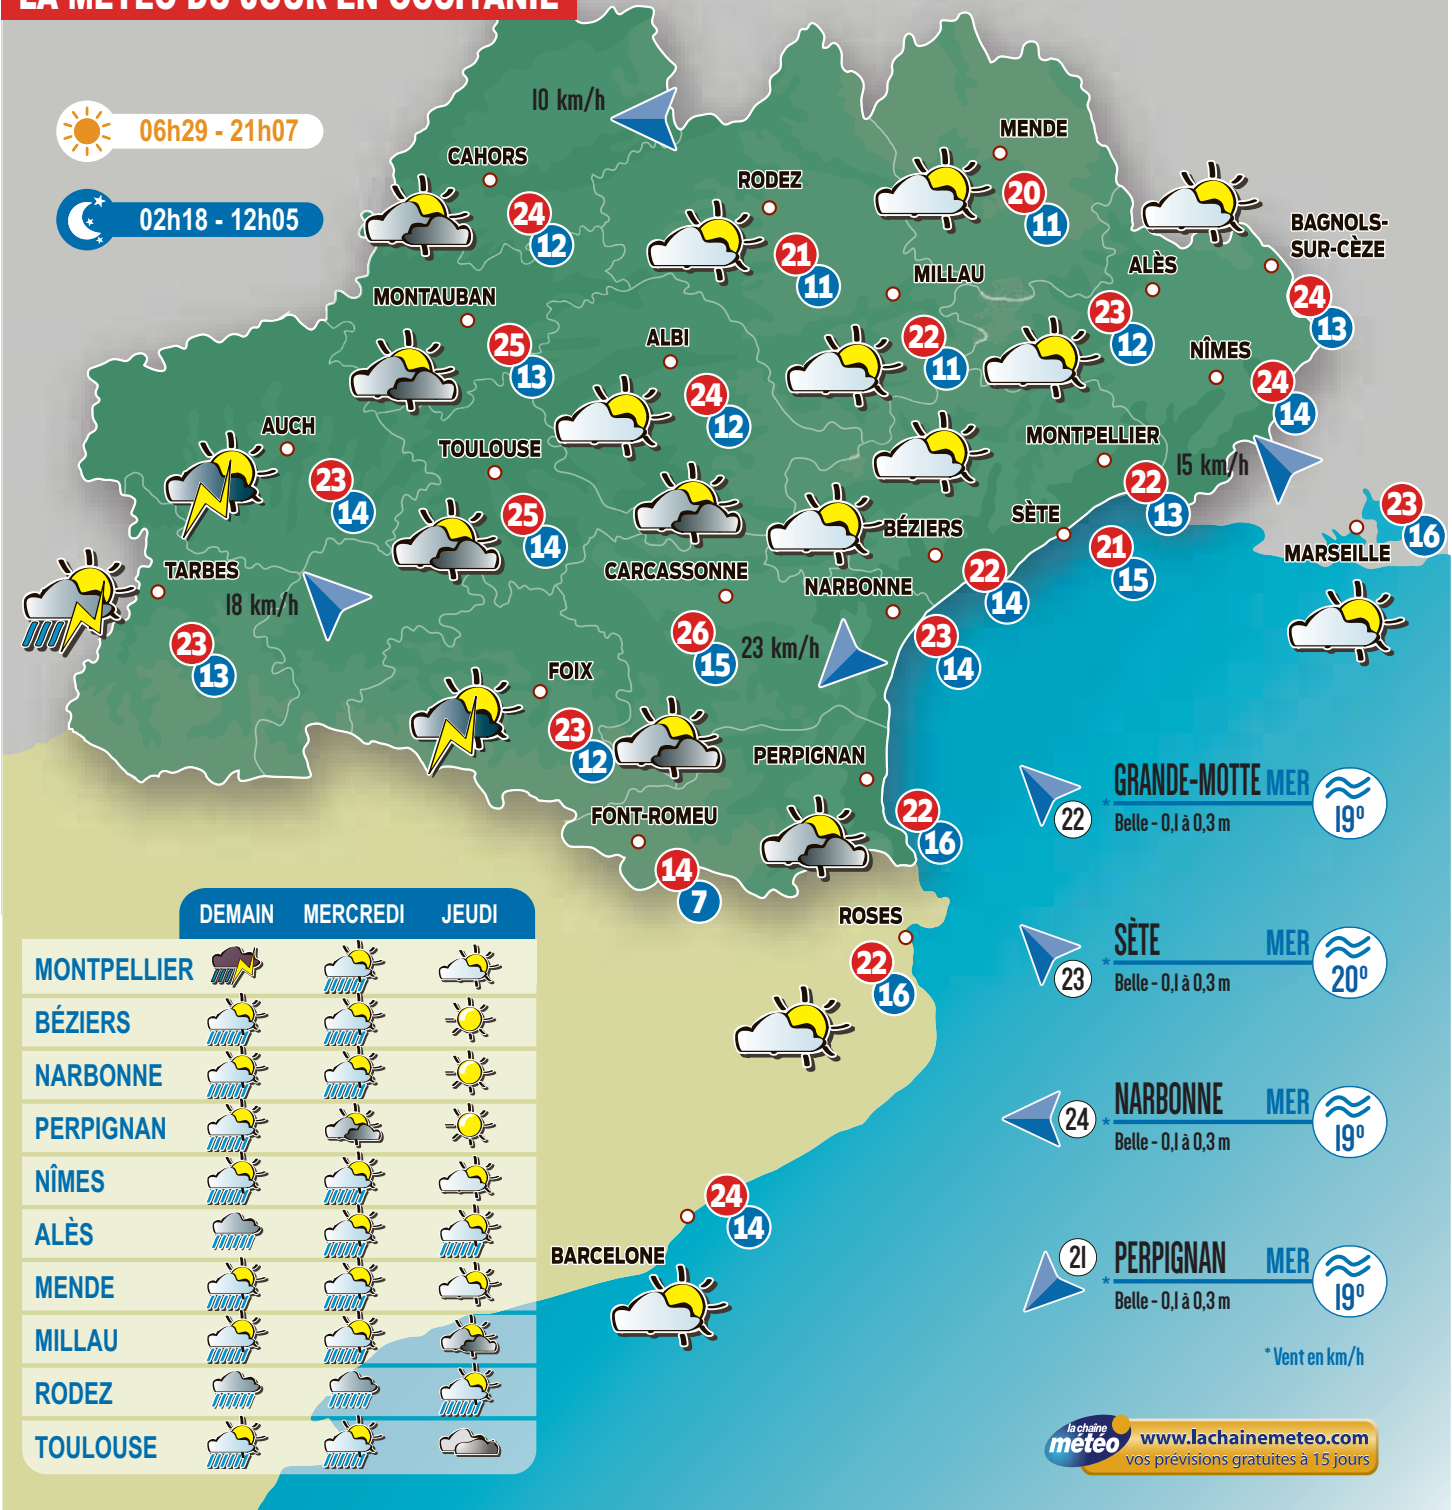 LA MÉTÉO DU JOUR EN OCCITANIE
06h29 - 21h07
02h18 - 12h05
10 km/h
CAHORS
24
12
RODEZ
21
11
MENDE
20
11
BAGNOLS-
SUR-CÈZE
24
13
MILLAU
22
11
ALÈS
23
12
MONTAUBAN
25
13
ALBI
24
12
NÎMES
24
14
AUCH
23
14
TOULOUSE
25
14
MONTPELLIER
22
13
15 km/h
SÈTE
21
15
BÉZIERS
22
14
MARSEILLE
23
16
TARBES
23
13
18 km/h
CARCASSONNE
26
15
NARBONNE
23
14
23 km/h
FOIX
23
12
PERPIGNAN
22
16
FONT-ROMEU
14
7
ROSES
22
16
BARCELONE
24
14
GRANDE-MOTTE MER
22
*
Belle - 0,1 à 0,3 m
19°
SÈTE MER
23
*
Belle - 0,1 à 0,3 m
20°
NARBONNE MER
24
*
Belle - 0,1 à 0,3 m
19°
PERPIGNAN MER
21
*
Belle - 0,1 à 0,3 m
19°
* Vent en km/h
DEMAIN MERCREDI JEUDI
MONTPELLIER
BÉZIERS
NARBONNE
PERPIGNAN
NÎMES
ALÈS
MENDE
MILLAU
RODEZ
TOULOUSE
la chaîne
météo
www.lachainemeteo.com
vos prévisions gratuites à 15 jours